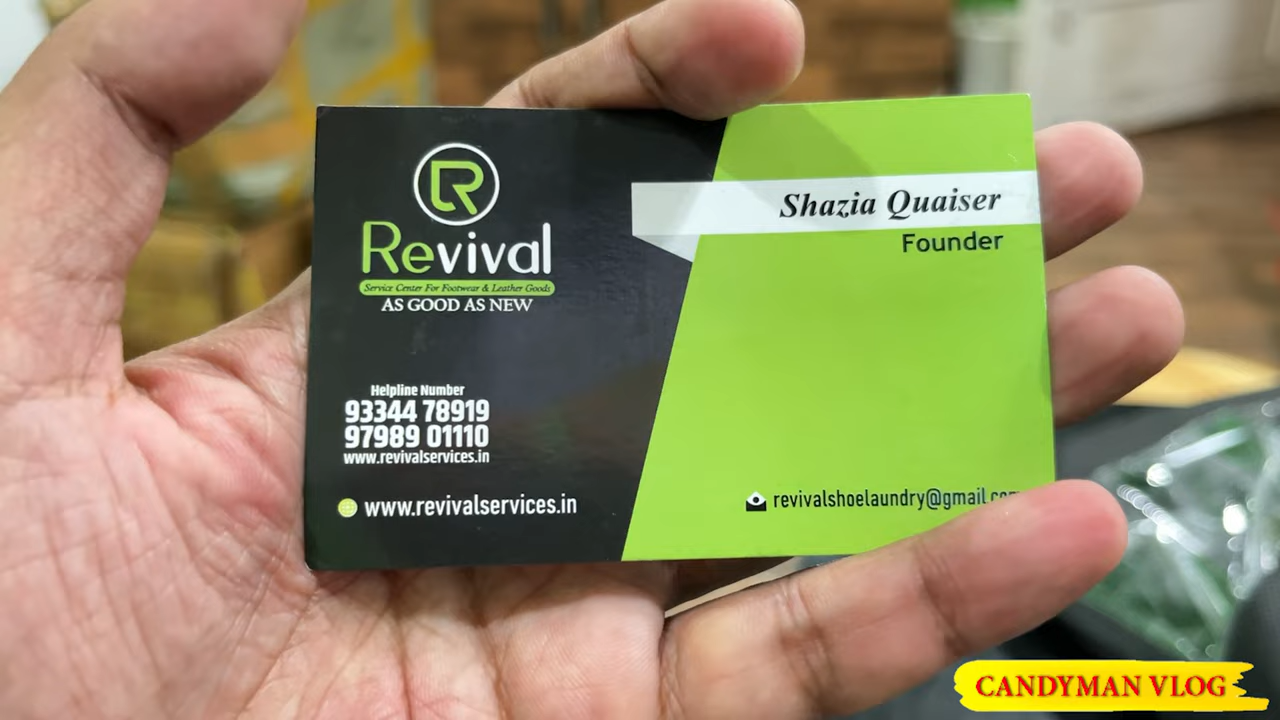 R
Revival
Service Center For Footwear & Leather Goods
AS GOOD AS NEW
Helpline Number
93344 78919
97989 01110
www.revivalservices.in
www.revivalservices.in
Shazia Quaiser
Founder
revivalshoelaundry@gmail.com
CANDYMAN VLOG